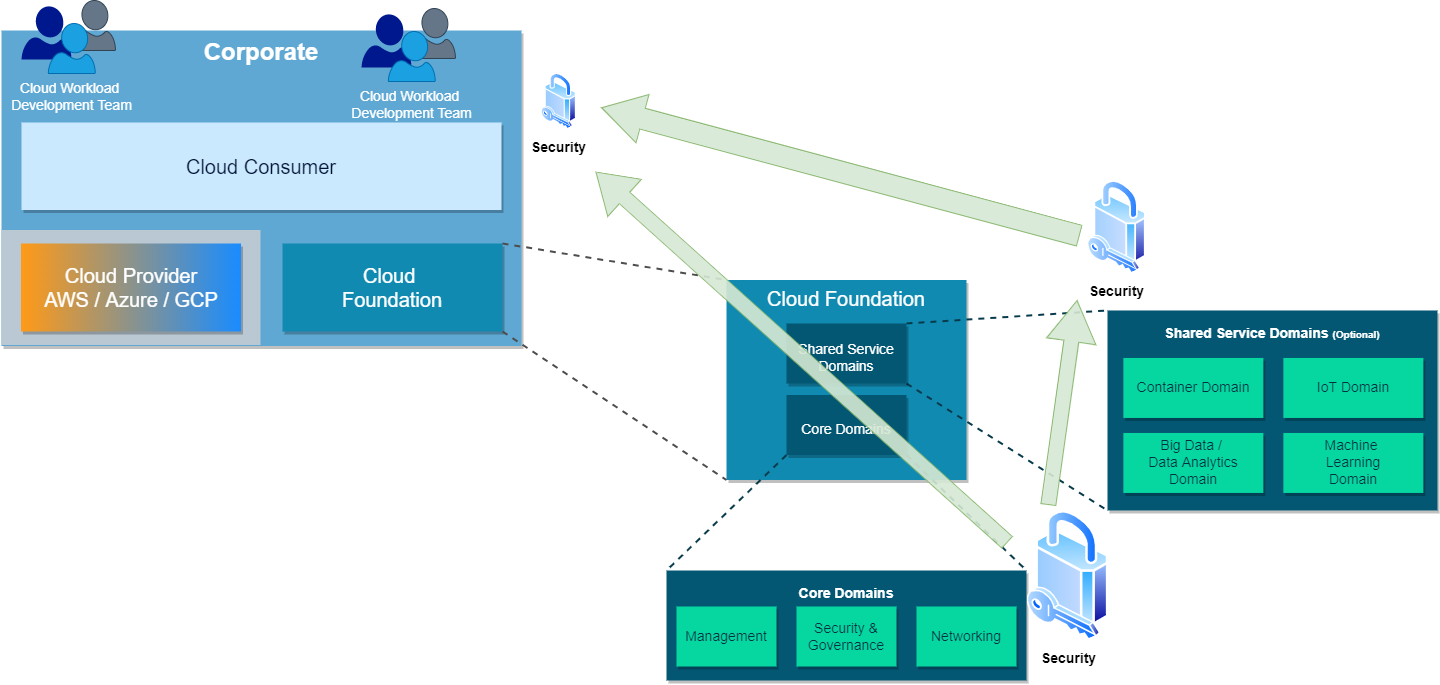 Corporate
Cloud Workload
Development Team
Cloud Workload
Development Team
Security
Cloud Consumer
Cloud Provider
AWS / Azure / GCP
Cloud
Foundation
Security
Cloud Foundation
Shared Service
Domains
Core Domains
Shared Service Domains (Optional)
Container Domain
IoT Domain
Big Data /
Data Analytics
Domain
Machine
Learning
Domain
Core Domains
Management
Security &
Governance
Networking
Security